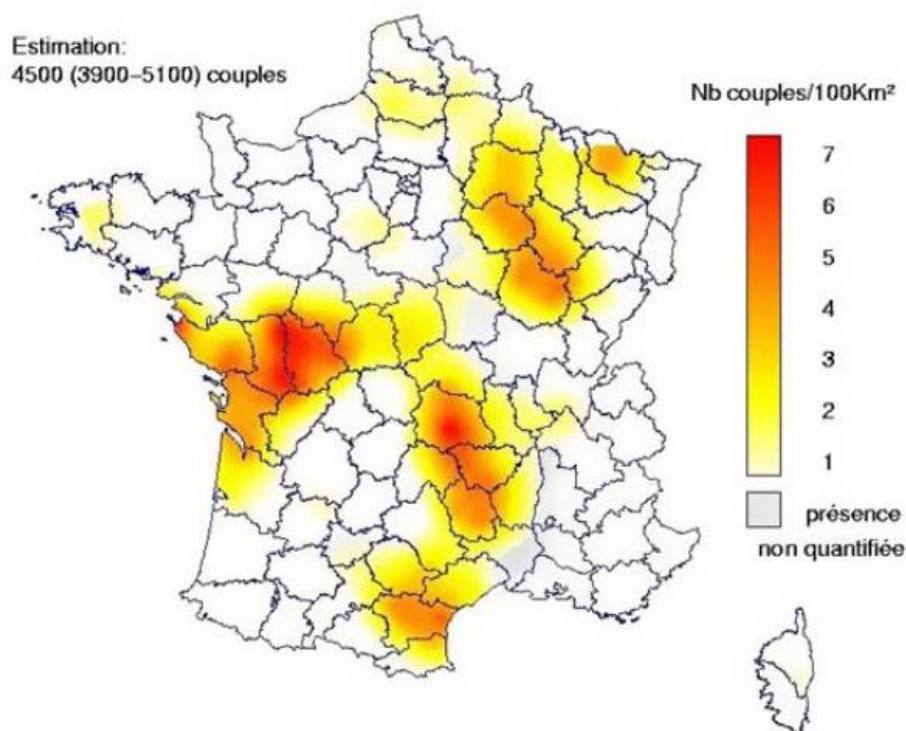 Estimation:
4500 (3900–5100) couples
Nb couples/100Km²
7
6
5
4
3
2
1
présence
non quantifiée